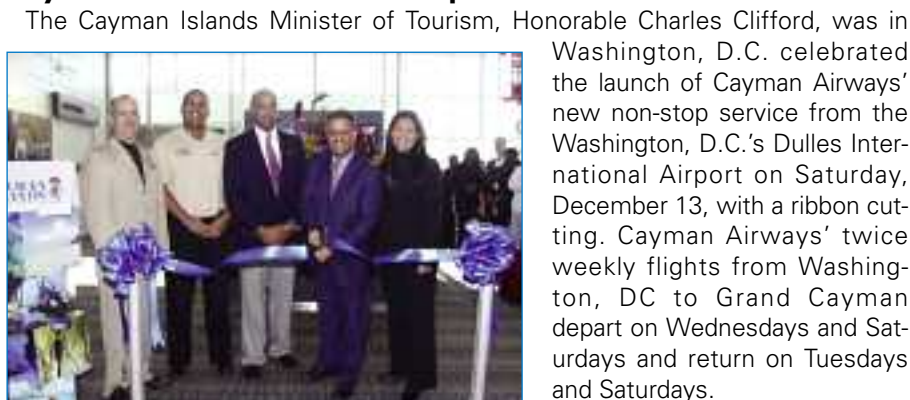 The Cayman Islands Minister of Tourism, Honorable Charles Clifford, was in
Washington, D.C. celebrated
the launch of Cayman Airways’
new non-stop service from the
Washington, D.C.’s Dulles Inter-
national Airport on Saturday,
December 13, with a ribbon cut-
ting. Cayman Airways’ twice
weekly flights from Washing-
ton, DC to Grand Cayman
depart on Wednesdays and Sat-
urdays and return on Tuesdays
and Saturdays.